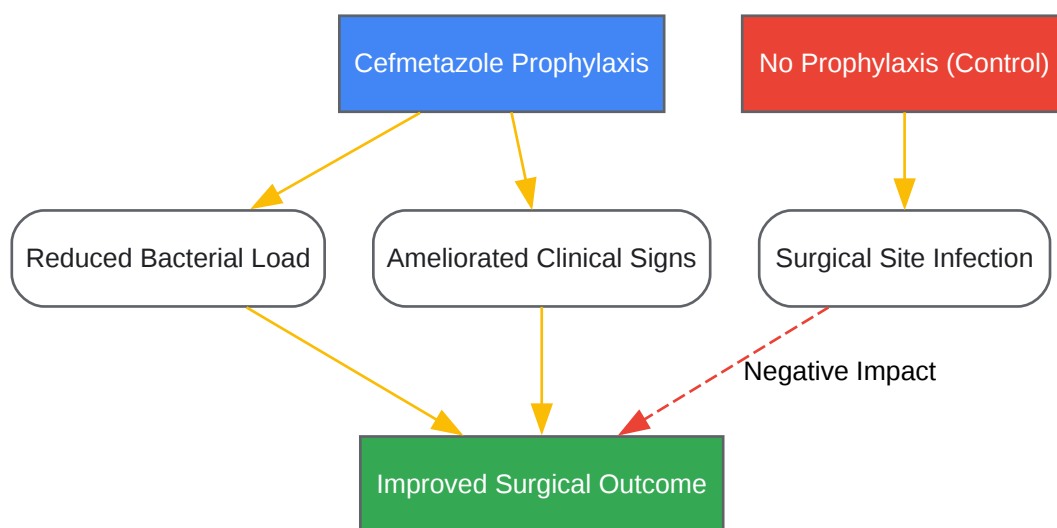 Cefmetazole Prophylaxis
No Prophylaxis (Control)
Reduced Bacterial Load
Ameliorated Clinical Signs
Surgical Site Infection
Negative Impact
Improved Surgical Outcome